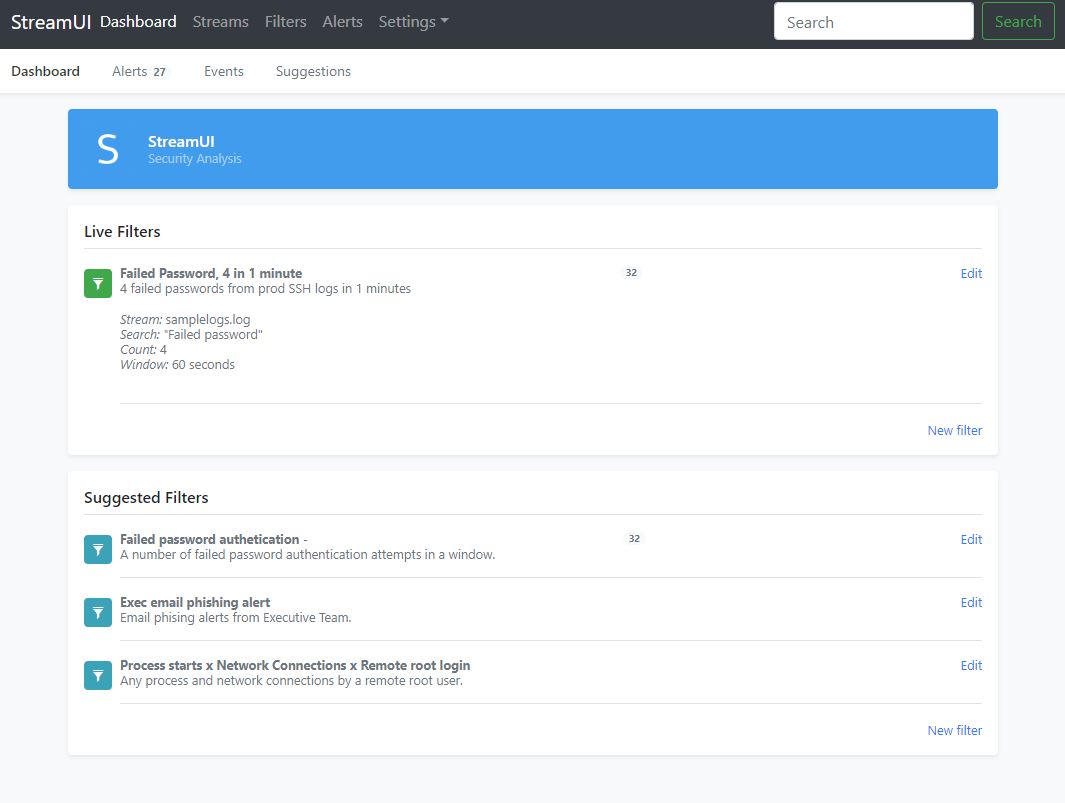 StreamUI Dashboard Streams Filters Alerts Settings Search Search
Dashboard Alerts 27 Events Suggestions
S
StreamUI
Security Analysis
Live Filters
Failed Password, 4 in 1 minute 32 Edit
4 failed passwords from prod SSH logs in 1 minutes
Stream: samplelogs.log
Search: "Failed password"
Count: 4
Window: 60 seconds
New filter
Suggested Filters
Failed password authetication - 32 Edit
A number of failed password authentication attempts in a window.
Exec email phishing alert Edit
Email phising alerts from Executive Team.
Process starts x Network Connections x Remote root login Edit
Any process and network connections by a remote root user.
New filter